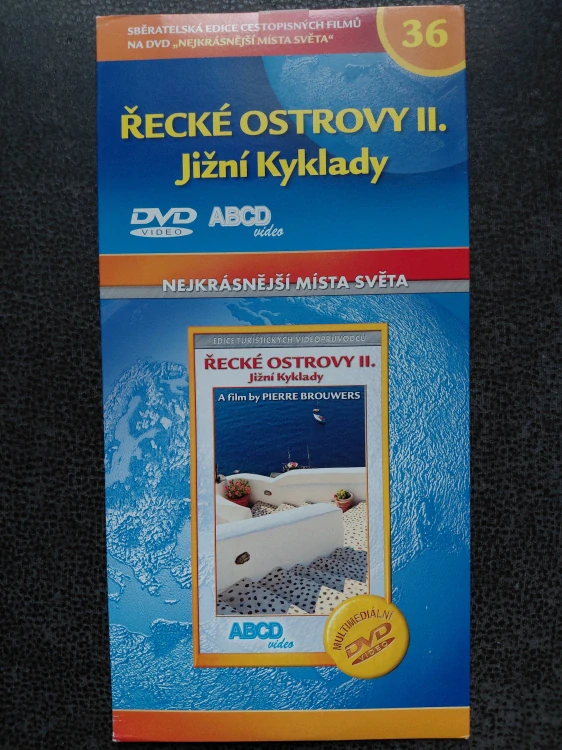 SBĚRATELSKÁ EDICE CESTOPISNÝCH FILMŮ
NA DVD „NEJKRÁSNĚJŠÍ MÍSTA SVĚTA“
36
ŘECKÉ OSTROVY II.
Jižní Kyklady
DVD
VIDEO
ABCD
video
NEJKRÁSNĚJŠÍ MÍSTA SVĚTA
EDICE TURISTICKÝCH VIDEOPRŮVODCŮ
ŘECKÉ OSTROVY II.
Jižní Kyklady
A film by PIERRE BROUWERS
ABCD
video
MULTIMEDIÁLNÍ
DVD
VIDEO